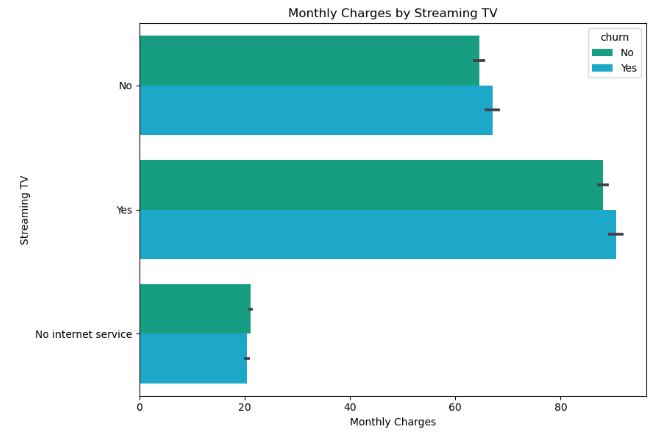 Monthly Charges by Streaming TV
churn
No
Yes
No
Yes
No internet service
Streaming TV
0 20 40 60 80
Monthly Charges